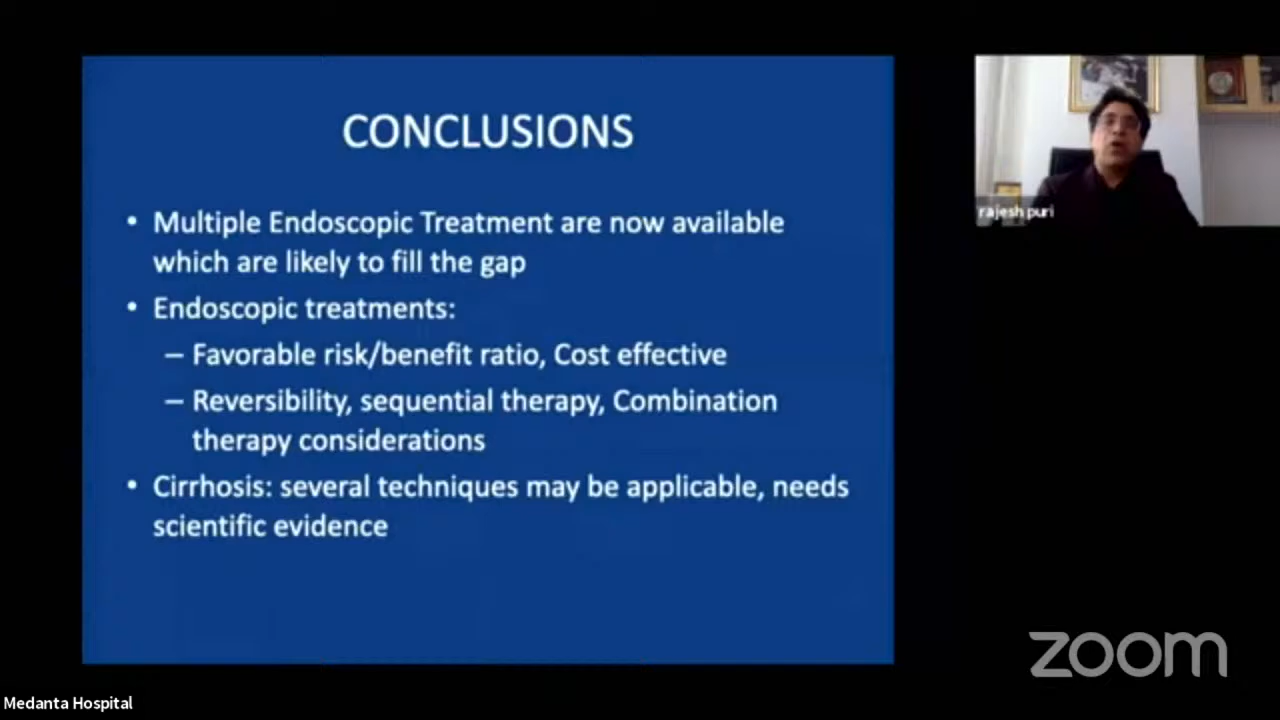 CONCLUSIONS
• Multiple Endoscopic Treatment are now available
which are likely to fill the gap
• Endoscopic treatments:
– Favorable risk/benefit ratio, Cost effective
– Reversibility, sequential therapy, Combination
therapy considerations
• Cirrhosis: several techniques may be applicable, needs
scientific evidence
rajesh puri
zoom
Medanta Hospital